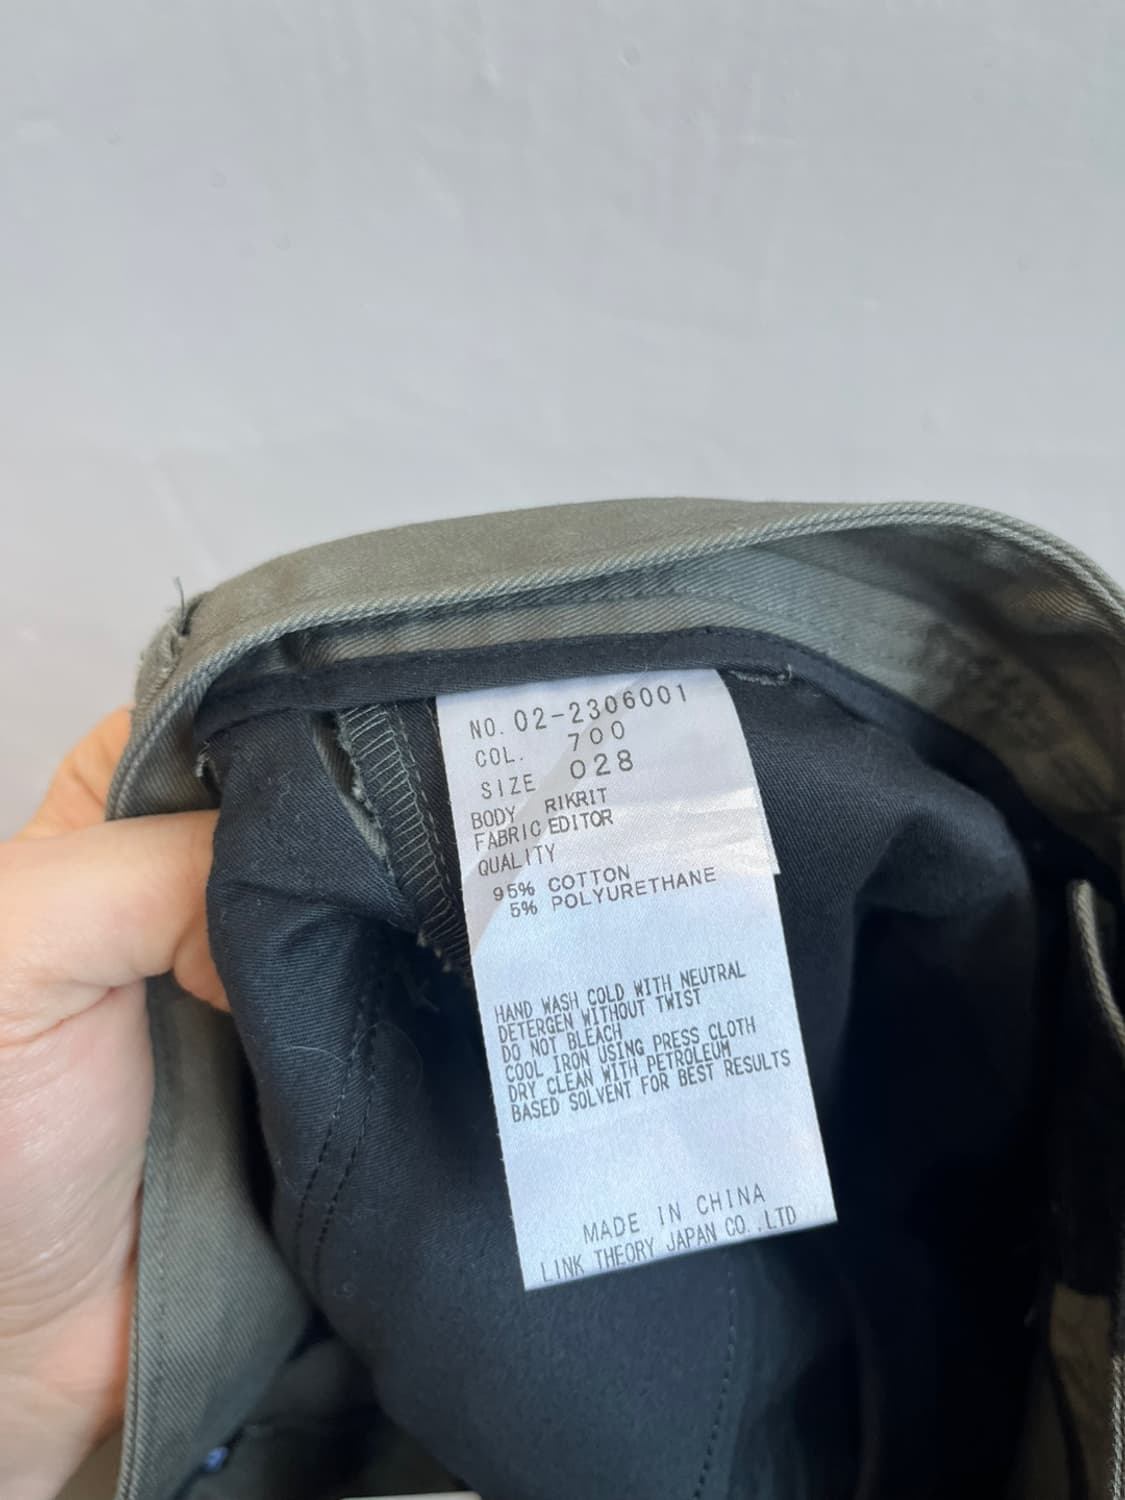 NO. 02-2306001
COL. 700
SIZE 028
BODY RIKRIT
FABRIC EDITOR
QUALITY
95% COTTON
5% POLYURETHANE
HAND WASH COLD WITH NEUTRAL
DETERGEN WITHOUT TWIST
DO NOT BLEACH
COOL IRON USING PRESS CLOTH
DRY CLEAN WITH PETROLEUM
BASED SOLVENT FOR BEST RESULTS
MADE IN CHINA
LINK THEORY JAPAN CO.,LTD